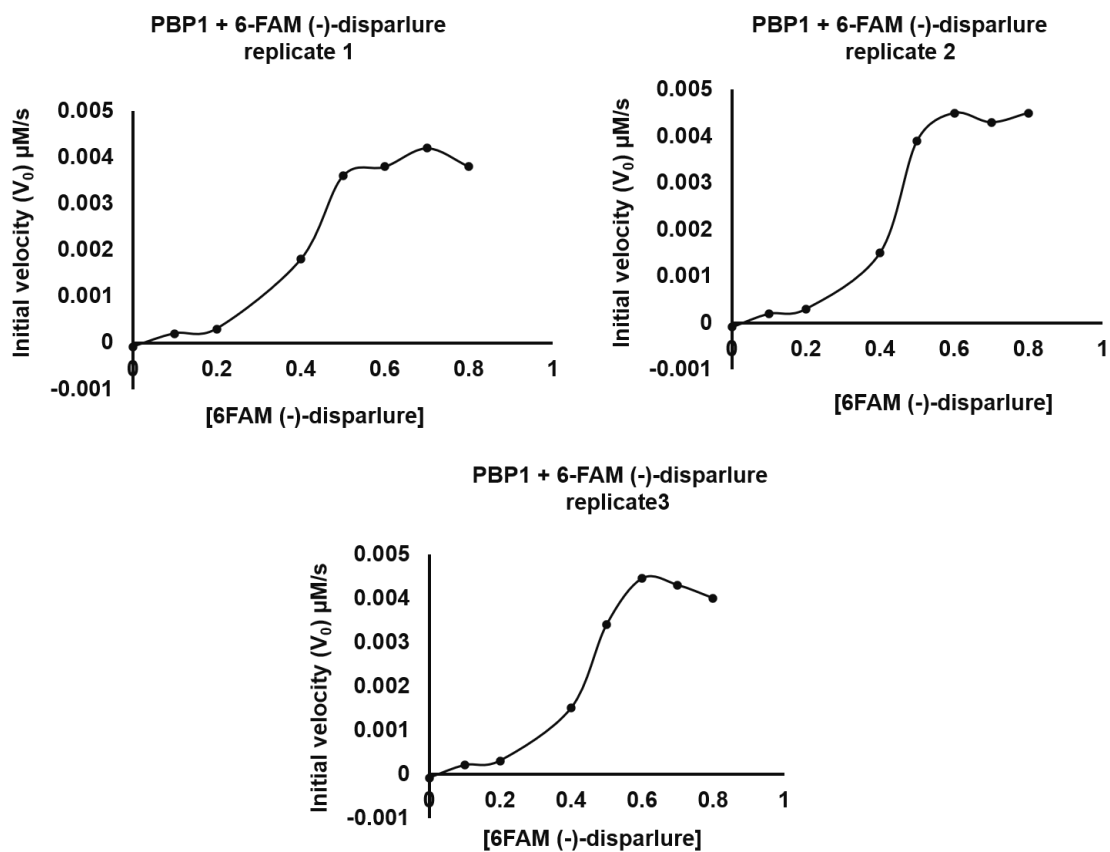 PBP1 + 6-FAM (-)-disparlure
replicate 1
Initial velocity (V₀) µM/s
0.005
0.004
0.003
0.002
0.001
0
-0.001
0 0.2 0.4 0.6 0.8 1
[6FAM (-)-disparlure]
PBP1 + 6-FAM (-)-disparlure
replicate 2
Initial velocity (V₀) µM/s
0.005
0.004
0.003
0.002
0.001
0
-0.001
0 0.2 0.4 0.6 0.8 1
[6FAM (-)-disparlure]
PBP1 + 6-FAM (-)-disparlure
replicate3
Initial velocity (V₀) µM/s
0.005
0.004
0.003
0.002
0.001
0
-0.001
0 0.2 0.4 0.6 0.8 1
[6FAM (-)-disparlure]